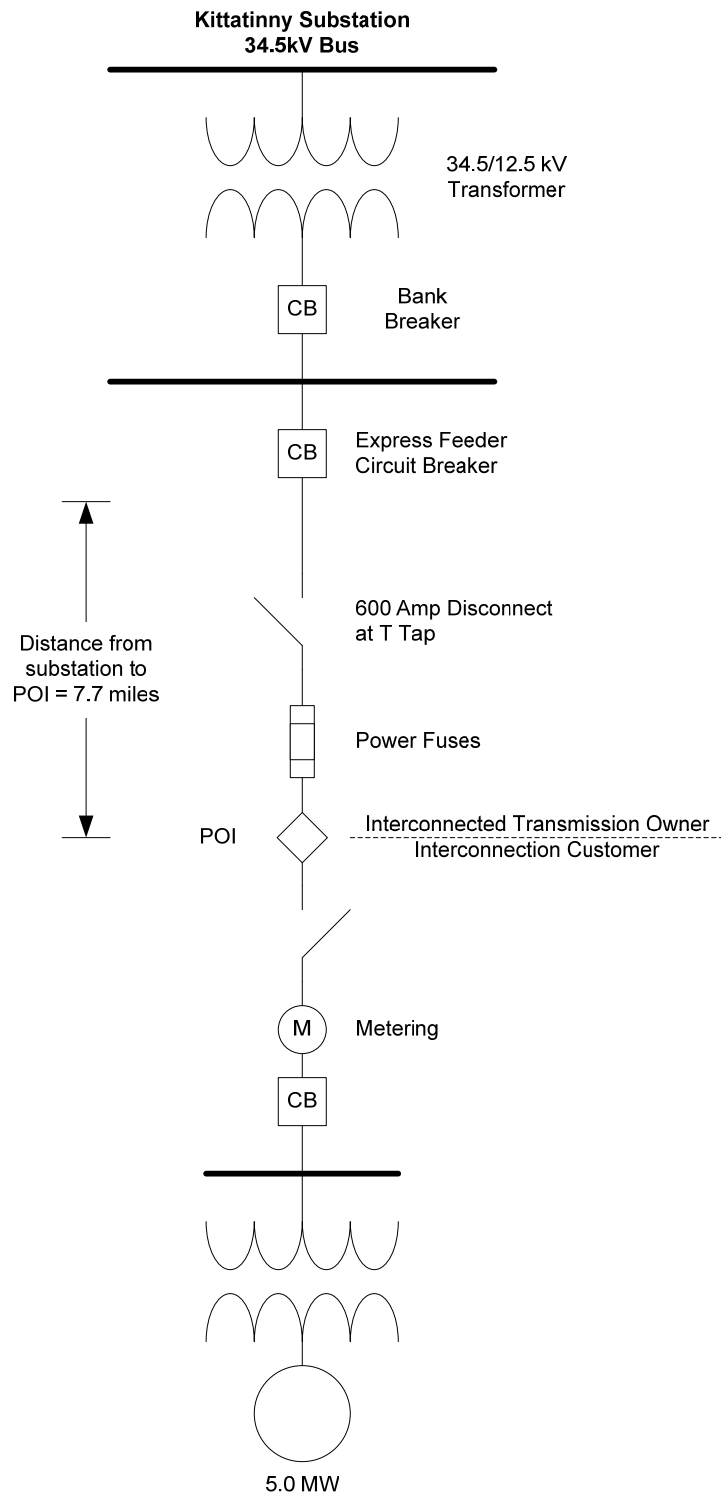 Kittatinny Substation
34.5kV Bus
34.5/12.5 kV
Transformer
CB
Bank
Breaker
CB
Express Feeder
Circuit Breaker
600 Amp Disconnect
at T Tap
Distance from
substation to
POI = 7.7 miles
Power Fuses
POI
Interconnected Transmission Owner
Interconnection Customer
M
Metering
CB
5.0 MW